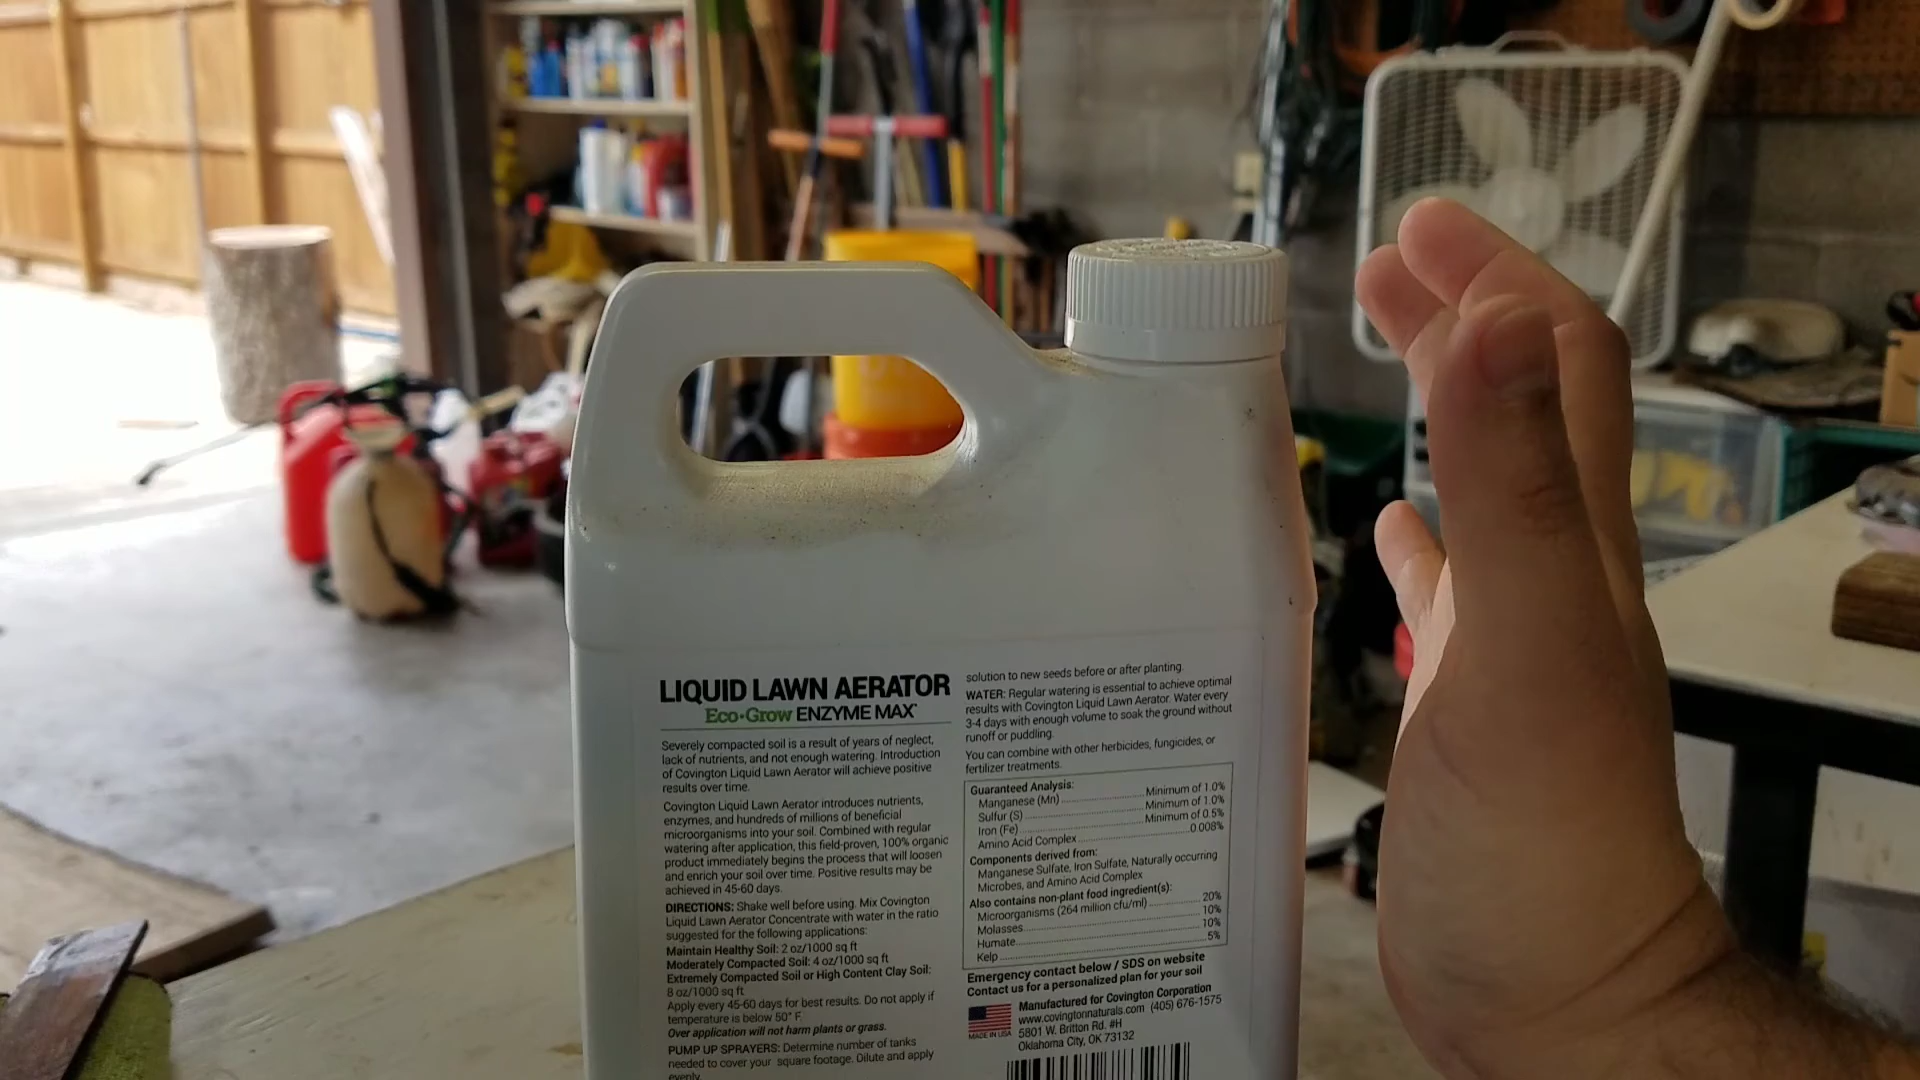 LIQUID LAWN AERATOR
Eco•Grow ENZYME MAX
Severely compacted soil is a result of years of neglect,
lack of nutrients, and not enough watering. Introduction
of Covington Liquid Lawn Aerator will achieve positive
results over time.
Covington Liquid Lawn Aerator introduces nutrients,
enzymes, and hundreds of millions of beneficial
microorganisms into your soil. Combined with regular
watering after application, this field-proven, 100% organic
product immediately begins the process that will loosen
and enrich your soil over time. Positive results may be
achieved in 45-60 days.
DIRECTIONS: Shake well before using. Mix Covington
Liquid Lawn Aerator Concentrate with water in the ratio
suggested for the following applications:
Maintain Healthy Soil: 2 oz/1000 sq ft
Moderately Compacted Soil: 4 oz/1000 sq ft
Extremely Compacted Soil or High Content Clay Soil:
8 oz/1000 sq ft
Apply every 45-60 days for best results. Do not apply if
temperature is below 50° F.
Over application will not harm plants or grass.
PUMP UP SPRAYERS: Determine number of tanks
needed to cover your square footage. Dilute and apply
evenly.
solution to new seeds before or after planting.
WATER: Regular watering is essential to achieve optimal
results with Covington Liquid Lawn Aerator. Water every
3-4 days with enough volume to soak the ground without
runoff or puddling.
You can combine with other herbicides, fungicides, or
fertilizer treatments.
Guaranteed Analysis:
Manganese (Mn) Minimum of 1.0%
Sulfur (S) Minimum of 1.0%
Iron (Fe) Minimum of 0.5%
Amino Acid Complex 0.008%
Components derived from:
Manganese Sulfate, Iron Sulfate, Naturally occurring
Microbes, and Amino Acid Complex
Also contains non-plant food ingredient(s):
Microorganisms (264 million cfu/ml) 20%
Molasses 10%
Humate 10%
Kelp 5%
Emergency contact below / SDS on website
Contact us for a personalized plan for your soil
MADE IN USA
Manufactured for Covington Corporation
www.covingtonnaturals.com (405) 676-1575
5801 W. Britton Rd. #H
Oklahoma City, OK 73132